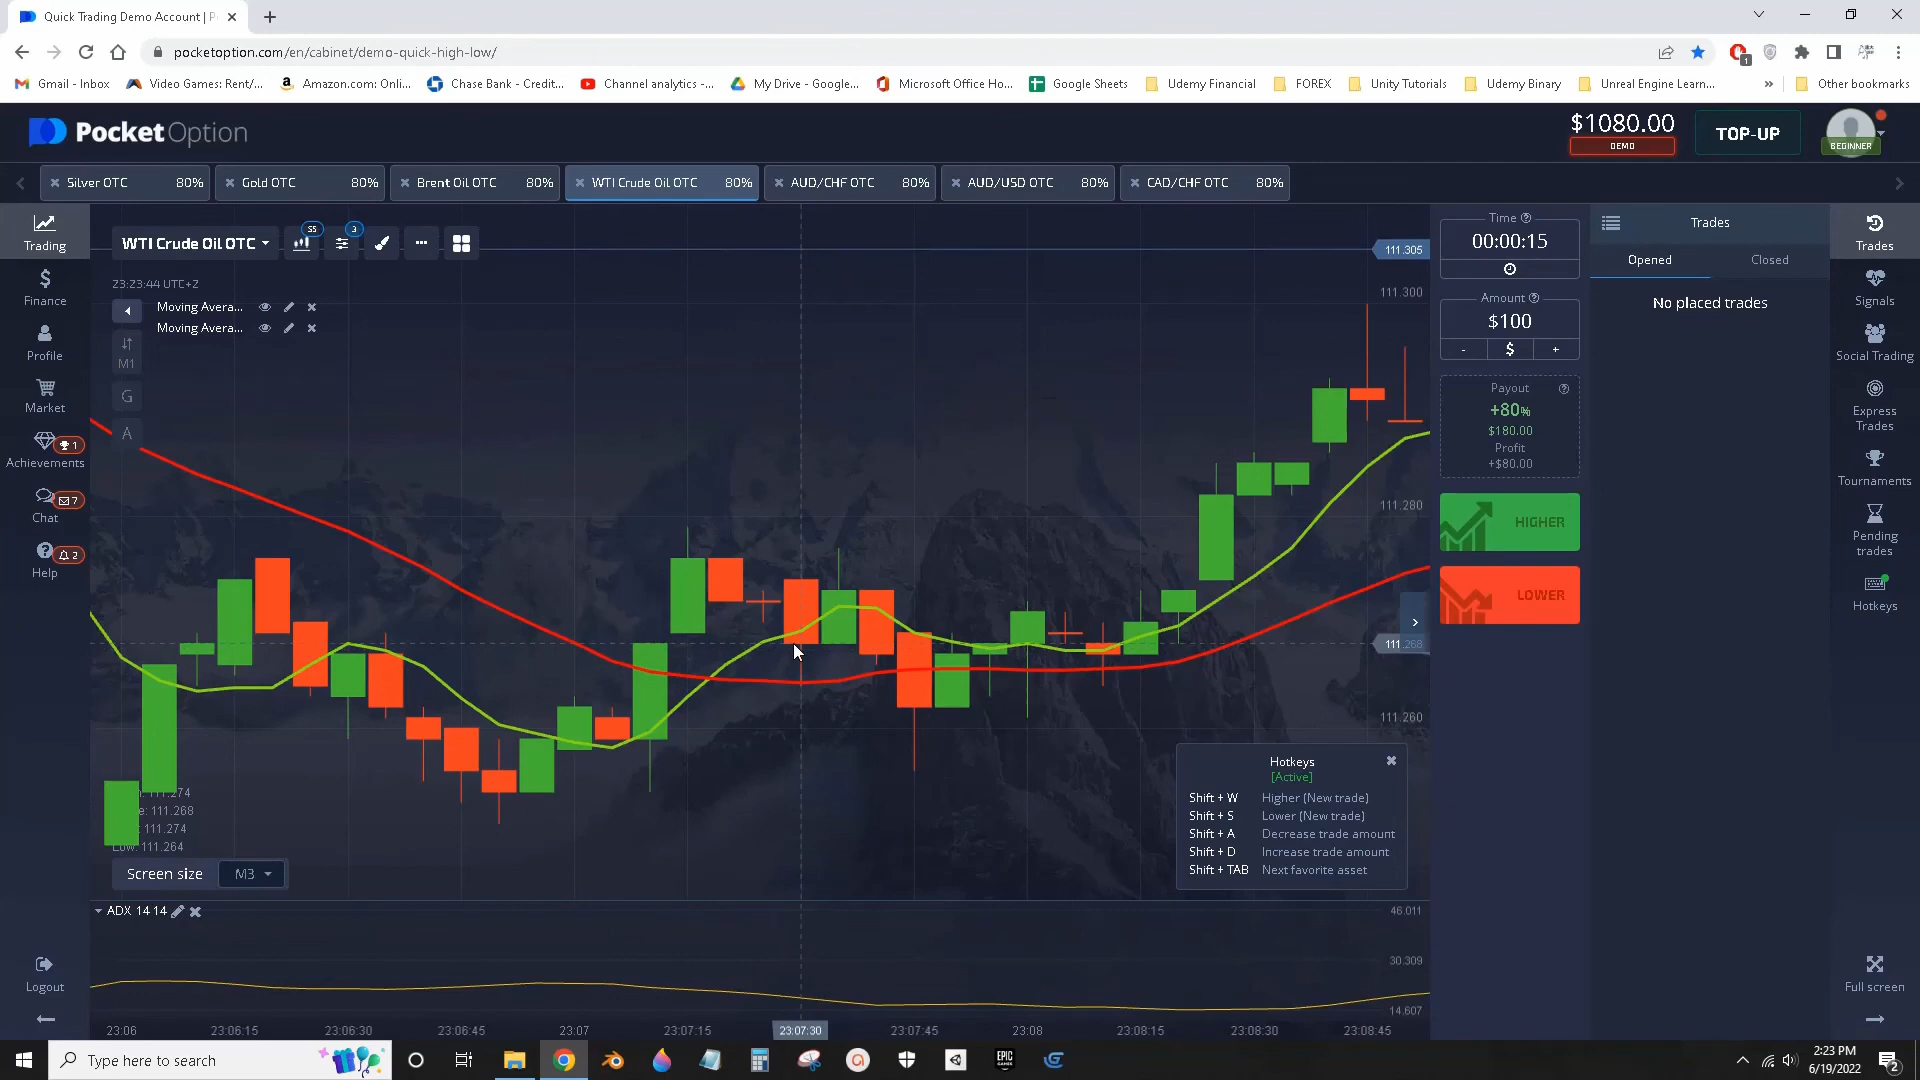 Quick Trading Demo Account | P
pocketoption.com/en/cabinet/demo-quick-high-low/
1
Gmail - Inbox
Video Games: Rent/...
Amazon.com: Onli...
Chase Bank - Credit...
Channel analytics -...
My Drive - Google...
Microsoft Office Ho...
Google Sheets
Udemy Financial
FOREX
Unity Tutorials
Udemy Binary
Unreal Engine Learn...
»
Other bookmarks
PocketOption
$1080.00
DEMO
TOP-UP
BEGINNER
Silver OTC 80%
Gold OTC 80%
Brent Oil OTC 80%
WTI Crude Oil OTC 80%
AUD/CHF OTC 80%
AUD/USD OTC 80%
CAD/CHF OTC 80%
Trading
Finance
Profile
Market
1
Achievements
7
Chat
2
Help
Logout
WTI Crude Oil OTC
S5
3
23:23:44 UTC+2
Moving Avera...
Moving Avera...
M1
G
A
111.305
111.300
111.280
111.268
111.260
: 111.274
e: 111.268
: 111.274
Low: 111.264
Screen size M3
Hotkeys
[Active]
Shift + W Higher (New trade)
Shift + S Lower (New trade)
Shift + A Decrease trade amount
Shift + D Increase trade amount
Shift + TAB Next favorite asset
ADX 14 14
46.011
30.309
14.607
23:06
23:06:15
23:06:30
23:06:45
23:07
23:07:15
23:07:30
23:07:45
23:08
23:08:15
23:08:30
23:08:45
Time
00:00:15
Amount
$100
- $ +
Payout
+80%
$180.00
Profit
+$80.00
HIGHER
LOWER
Trades
Opened
Closed
No placed trades
Trades
Signals
Social Trading
Express
Trades
Tournaments
Pending
trades
Hotkeys
Full screen
Type here to search
EPIC
GAMES
2:23 PM
6/19/2022
2